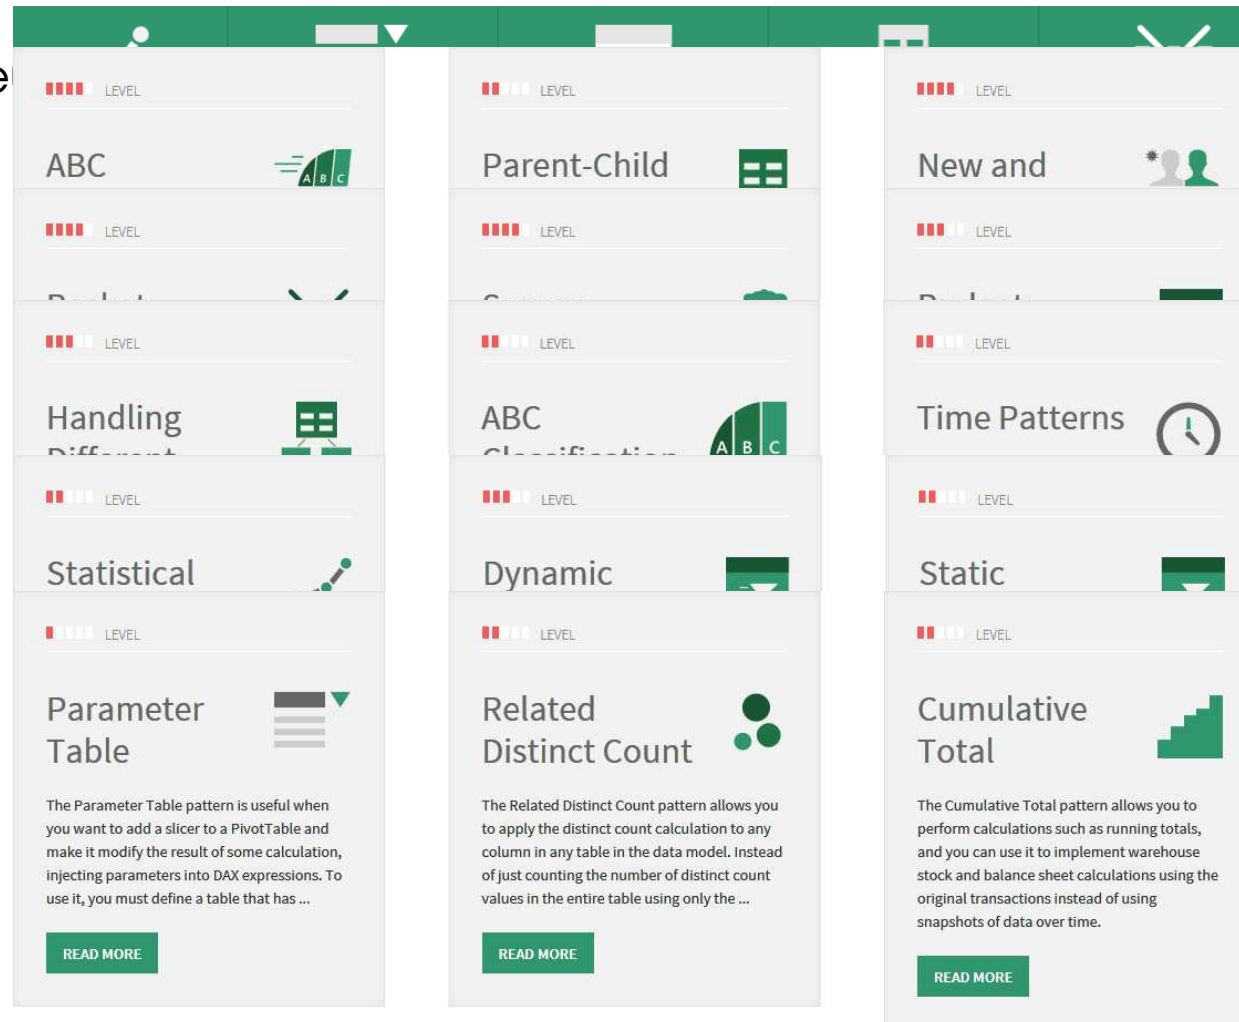 LEVEL
LEVEL
LEVEL
ABC
A B C
Parent-Child
New and
LEVEL
LEVEL
LEVEL
LEVEL
LEVEL
LEVEL
Handling
Different
ABC
Classification
A B C
Time Patterns
LEVEL
LEVEL
LEVEL
Statistical
Dynamic
Static
LEVEL
LEVEL
LEVEL
Parameter
Table
Related
Distinct Count
Cumulative
Total
The Parameter Table pattern is useful when
you want to add a slicer to a PivotTable and
make it modify the result of some calculation,
injecting parameters into DAX expressions. To
use it, you must define a table that has ...
READ MORE
The Related Distinct Count pattern allows you
to apply the distinct count calculation to any
column in any table in the data model. Instead
of just counting the number of distinct count
values in the entire table using only the ...
READ MORE
The Cumulative Total pattern allows you to
perform calculations such as running totals,
and you can use it to implement warehouse
stock and balance sheet calculations using the
original transactions instead of using
snapshots of data over time.
READ MORE